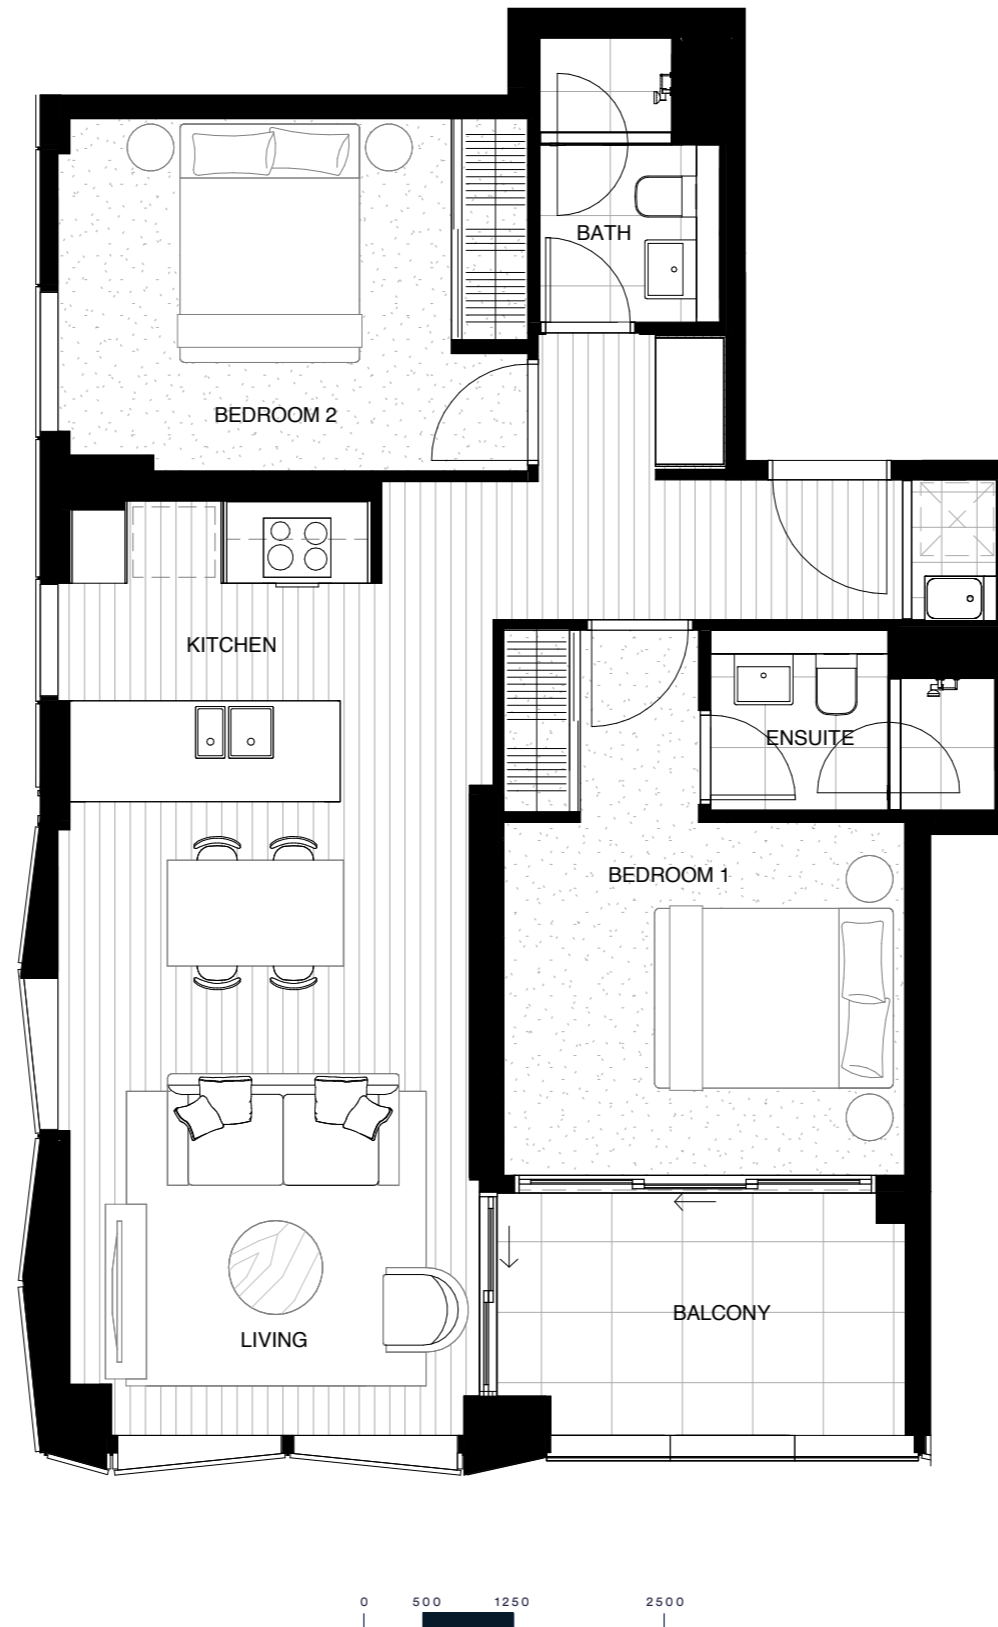 BATH
BEDROOM 2
KITCHEN
ENSUITE
BEDROOM 1
BALCONY
LIVING
0 500 1250 2500